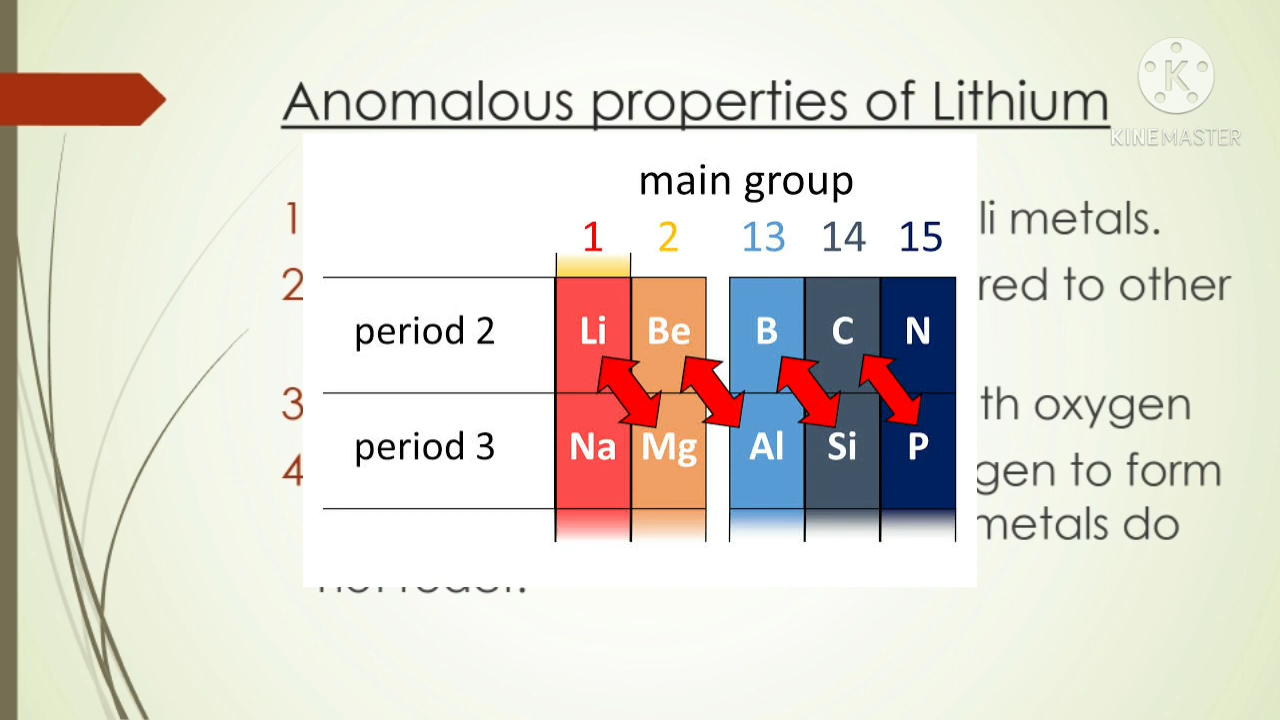 Anomalous properties of Lithium
K
KINEMASTER
main group
1 2 13 14 15
period 2 Li Be B C N
period 3 Na Mg Al Si P
1 li metals.
2 red to other
3 th oxygen
4 gen to form
metals do